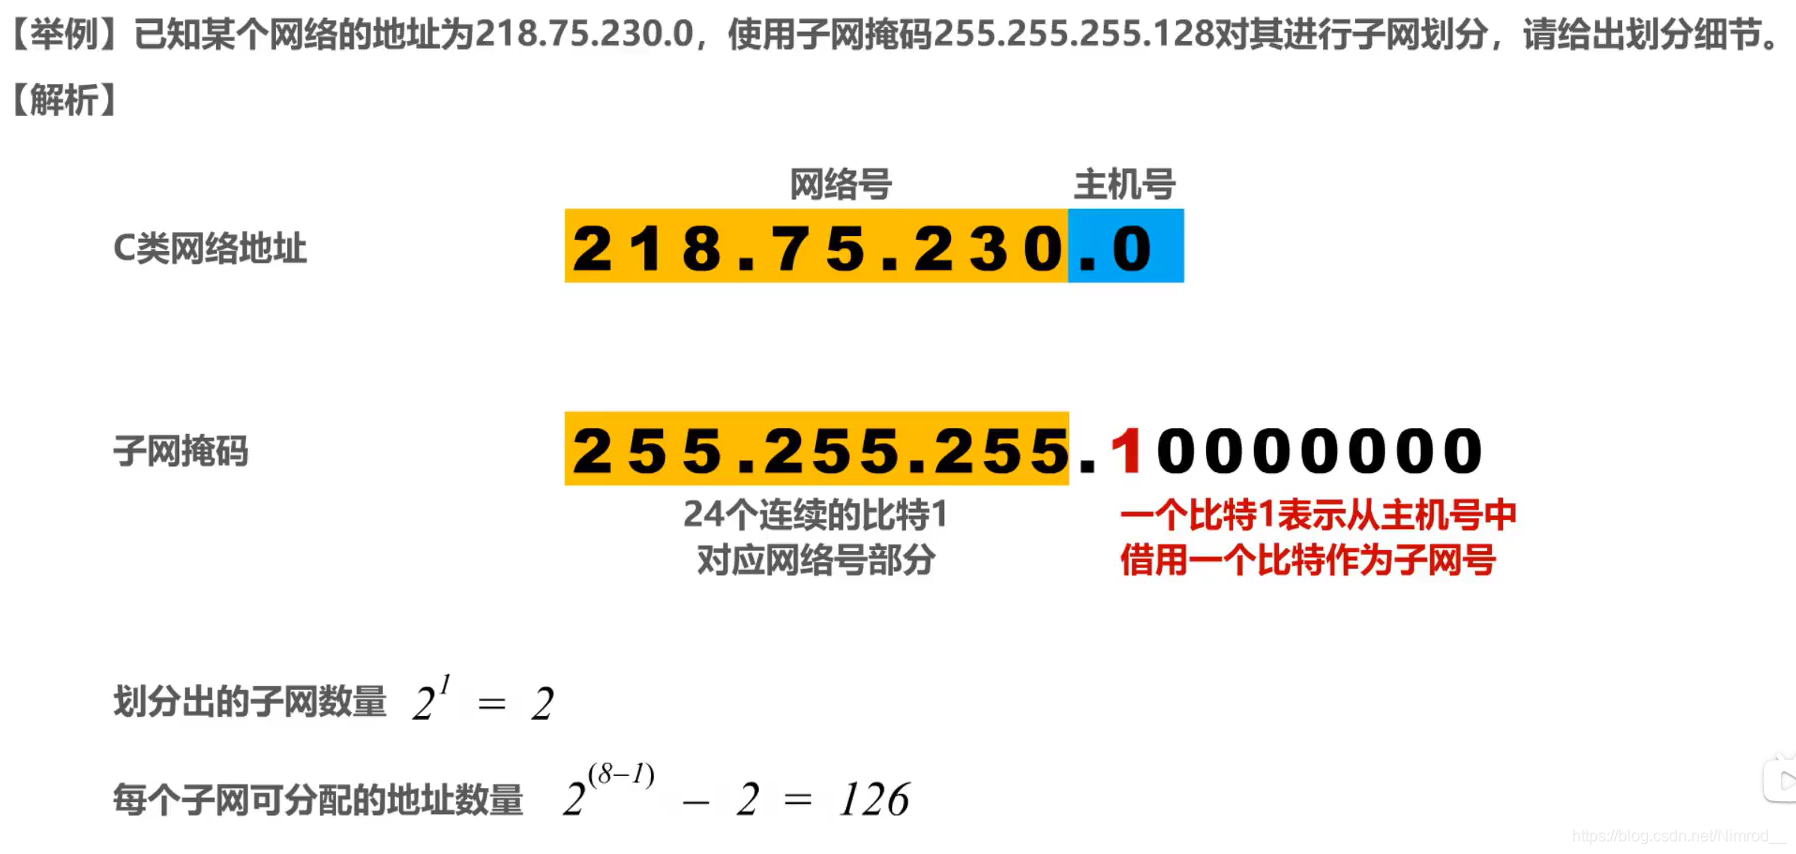 【举例】已知某个网络的地址为218.75.230.0，使用子网掩码255.255.255.128对其进行子网划分，请给出划分细节。
【解析】
网络号 主机号
C类网络地址 218.75.230.0
子网掩码 255.255.255.10000000
24个连续的比特1 一个比特1表示从主机号中
对应网络号部分 借用一个比特作为子网号
划分出的子网数量 2^1 = 2
每个子网可分配的地址数量 2^(8–1) – 2 = 126
https://blog.csdn.net/Nimrod__